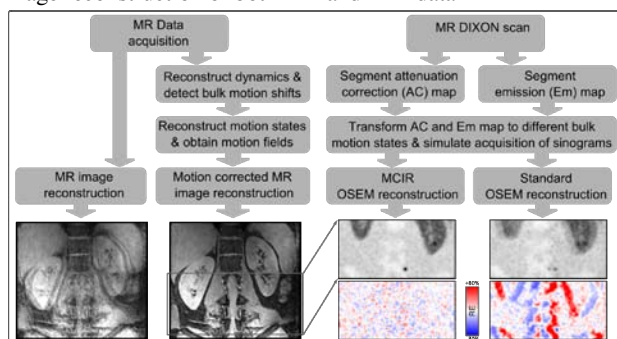 MR Data
acquisition
MR DIXON scan
Reconstruct dynamics &
detect bulk motion shifts
Segment attenuation
correction (AC) map
Segment
emission (Em) map
Reconstruct motion states
& obtain motion fields
Transform AC and Em map to different bulk
motion states & simulate acquisition of sinograms
MR image
reconstruction
Motion corrected MR
image reconstruction
MCIR
OSEM reconstruction
Standard
OSEM reconstruction
+60%
RE